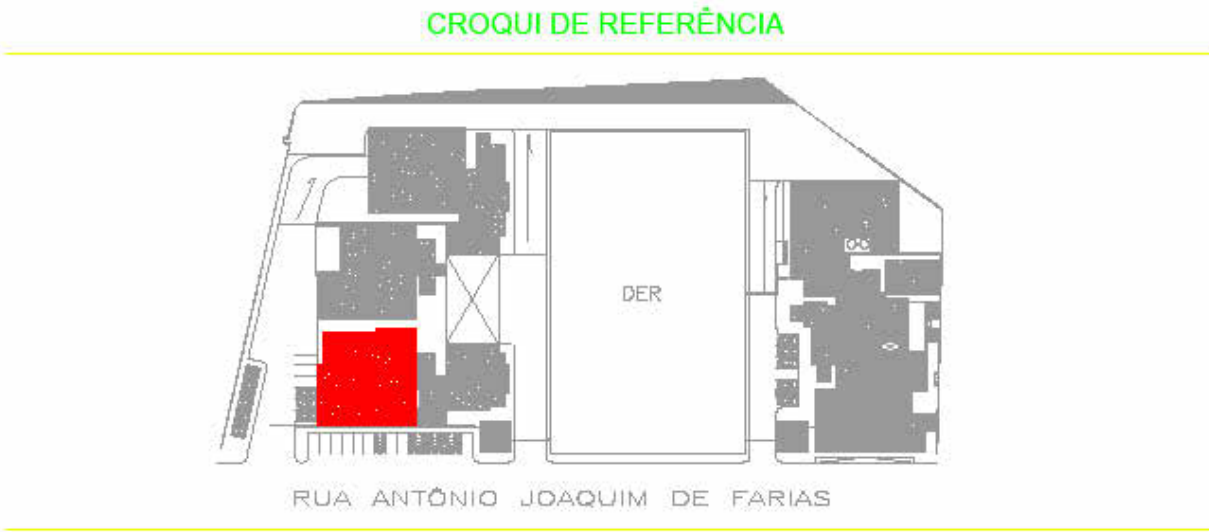 CROQUI DE REFERÊNCIA
DER
RUA ANTÔNIO JOAQUIM DE FARIAS